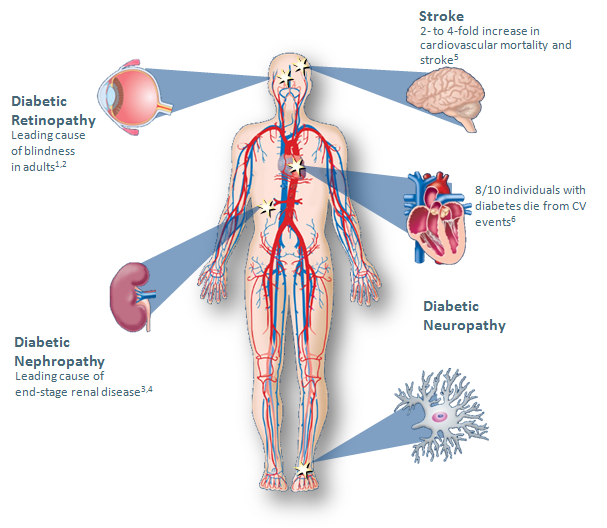 Stroke
2- to 4-fold increase in
cardiovascular mortality and
stroke5
Diabetic
Retinopathy
Leading cause
of blindness
in adults1,2
8/10 individuals with
diabetes die from CV
events6
Diabetic
Neuropathy
Diabetic
Nephropathy
Leading cause of
end-stage renal disease3,4